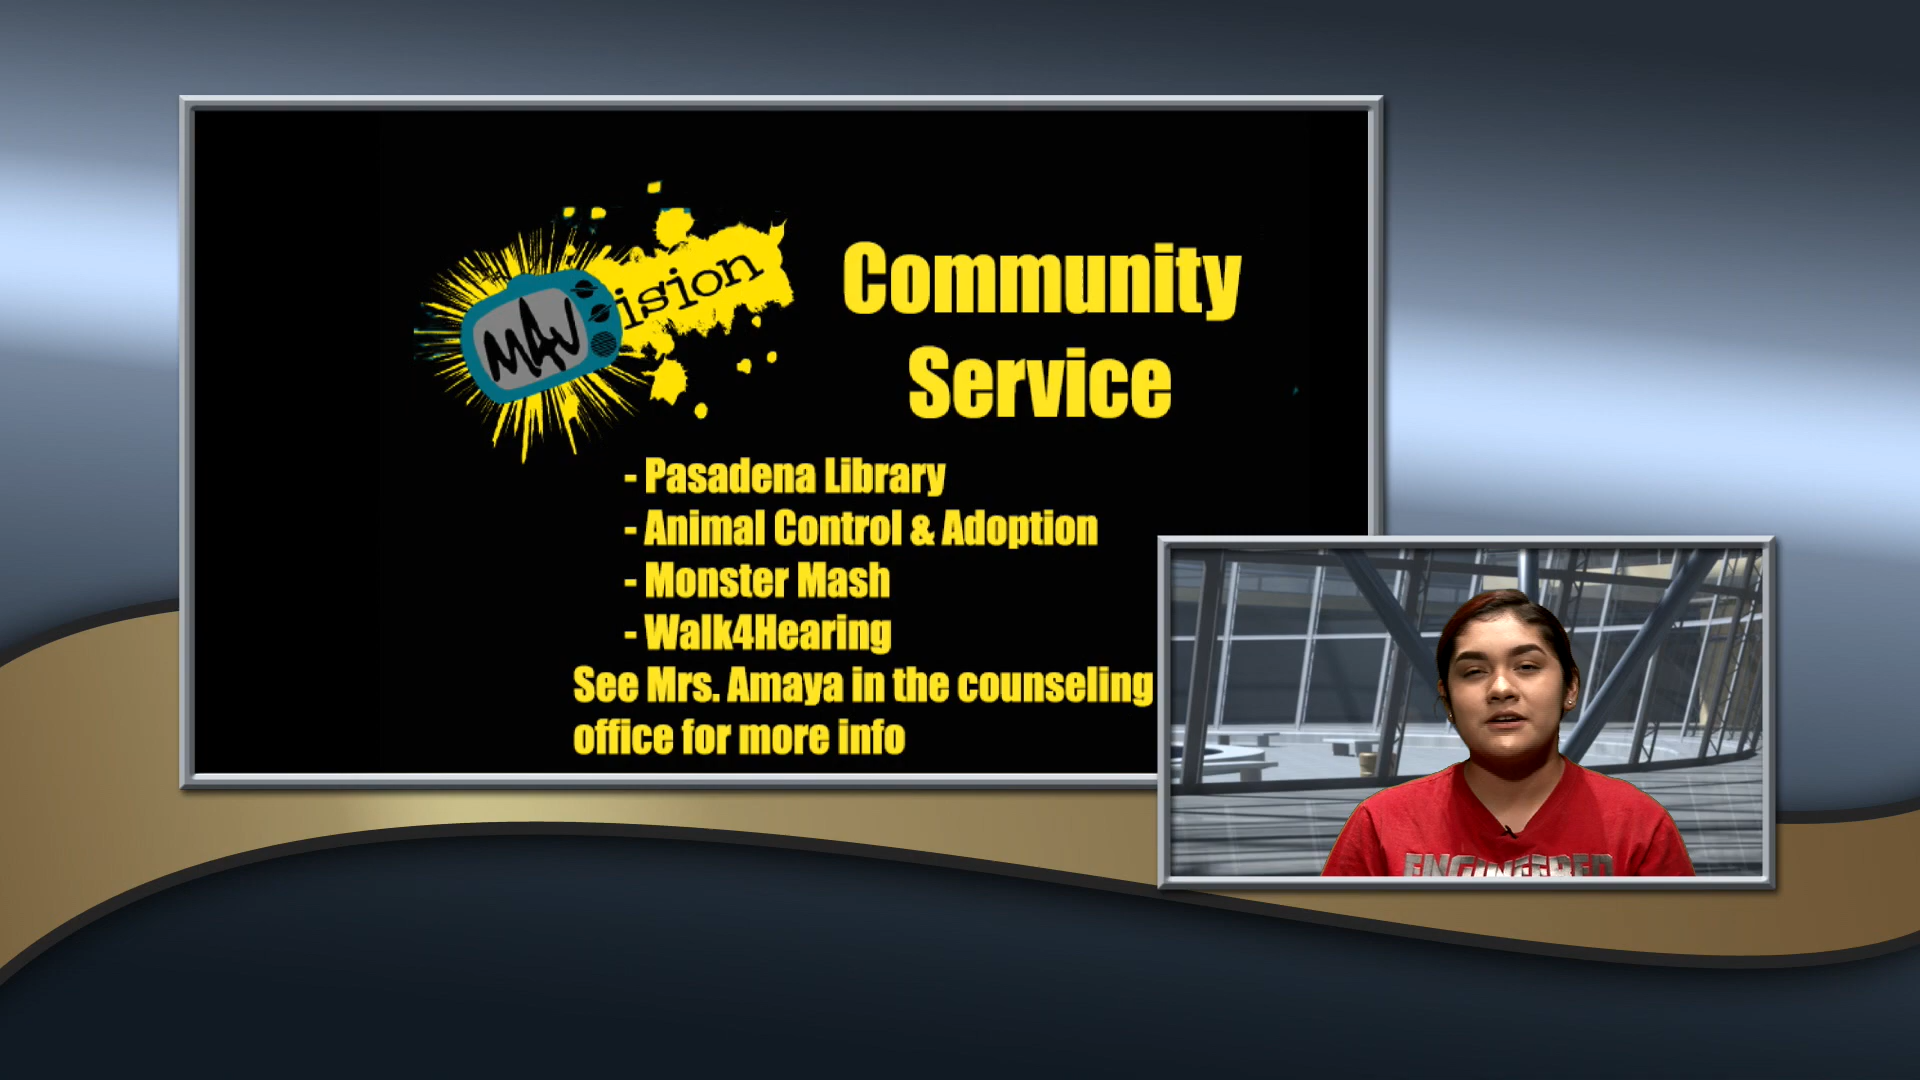 MAVision
Community
Service
- Pasadena Library
- Animal Control & Adoption
- Monster Mash
- Walk4Hearing
See Mrs. Amaya in the counseling
office for more info
ENGINEERED